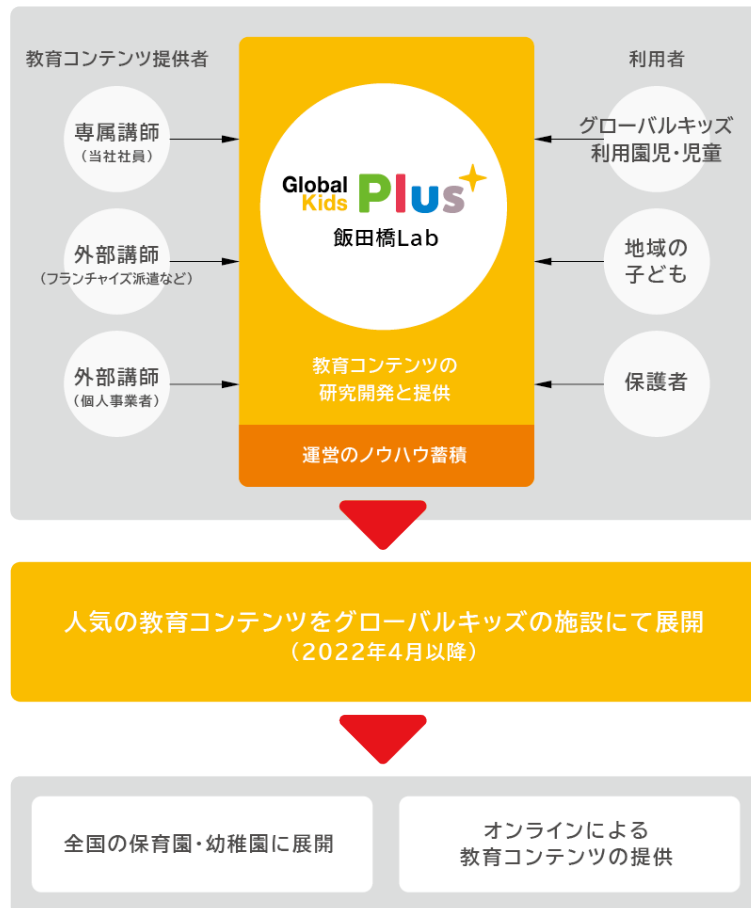 教育コンテンツ提供者
専属講師
（当社社員）
外部講師
（フランチャイズ派遣など）
外部講師
（個人事業者）
Global
Kids
Plus
飯田橋Lab
教育コンテンツの
研究開発と提供
運営のノウハウ蓄積
利用者
グローバルキッズ
利用園児・児童
地域の
子ども
保護者
人気の教育コンテンツをグローバルキッズの施設にて展開
（2022年4月以降）
全国の保育園・幼稚園に展開
オンラインによる
教育コンテンツの提供